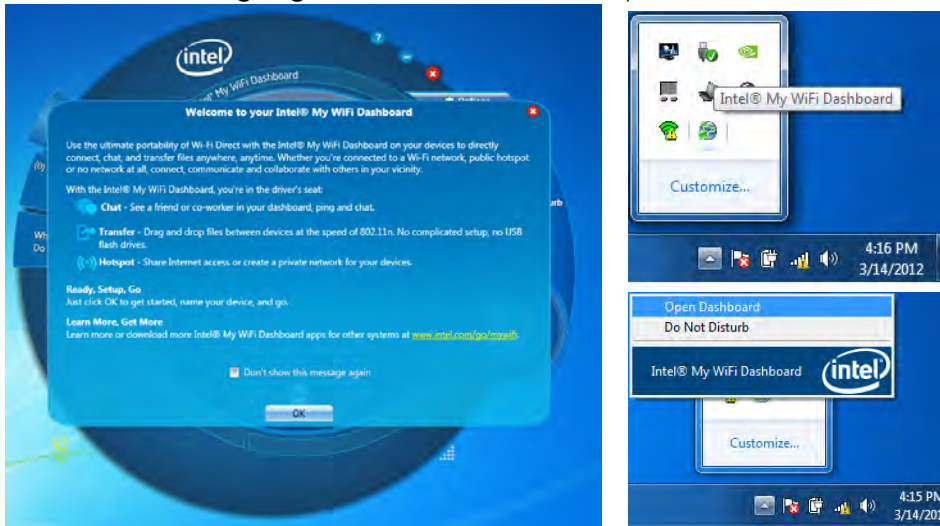 intel
?
My WiFi Dashboard
Options
Welcome to your Intel® My WiFi Dashboard
Use the ultimate portability of Wi-Fi Direct with the Intel® My WiFi Dashboard on your devices to directly
connect, chat, and transfer files anywhere, anytime. Whether you're connected to a Wi-Fi network, public hotspot
or no network at all, connect, communicate and collaborate with others in your vicinity.
With the Intel® My WiFi Dashboard, you're in the driver's seat:
Chat - See a friend or co-worker in your dashboard, ping and chat.
Wh
Do
urb
Transfer - Drag and drop files between devices at the speed of 802.11n. No complicated setup, no USB
flash drives.
Hotspot - Share Internet access or create a private network for your devices.
Ready, Setup, Go
Just click OK to get started, name your device, and go.
Learn More, Get More
Learn more or download more Intel® My WiFi Dashboard apps for other systems at www.intel.com/go/mywifi.
Don't show this message again
OK
Intel® My WiFi Dashboard
Customize...
4:16 PM
3/14/2012
Open Dashboard
Do Not Disturb
Intel® My WiFi Dashboard
intel
Customize...
4:15 PM
3/14/201